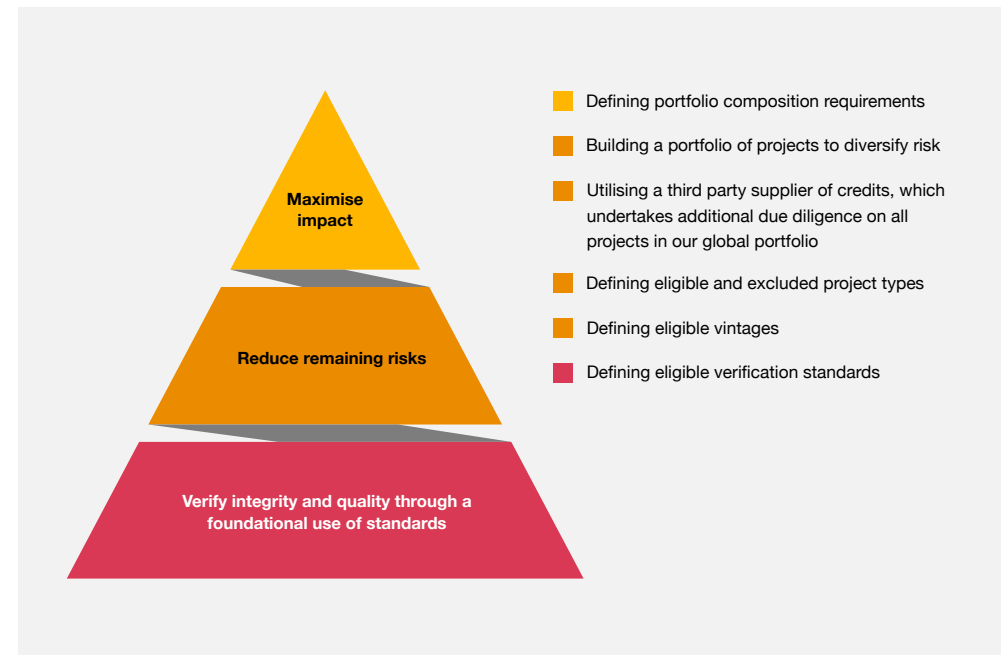 Maximise
impact
Reduce remaining risks
Verify integrity and quality through a
foundational use of standards
Defining portfolio composition requirements
Building a portfolio of projects to diversify risk
Utilising a third party supplier of credits, which
undertakes additional due diligence on all
projects in our global portfolio
Defining eligible and excluded project types
Defining eligible vintages
Defining eligible verification standards